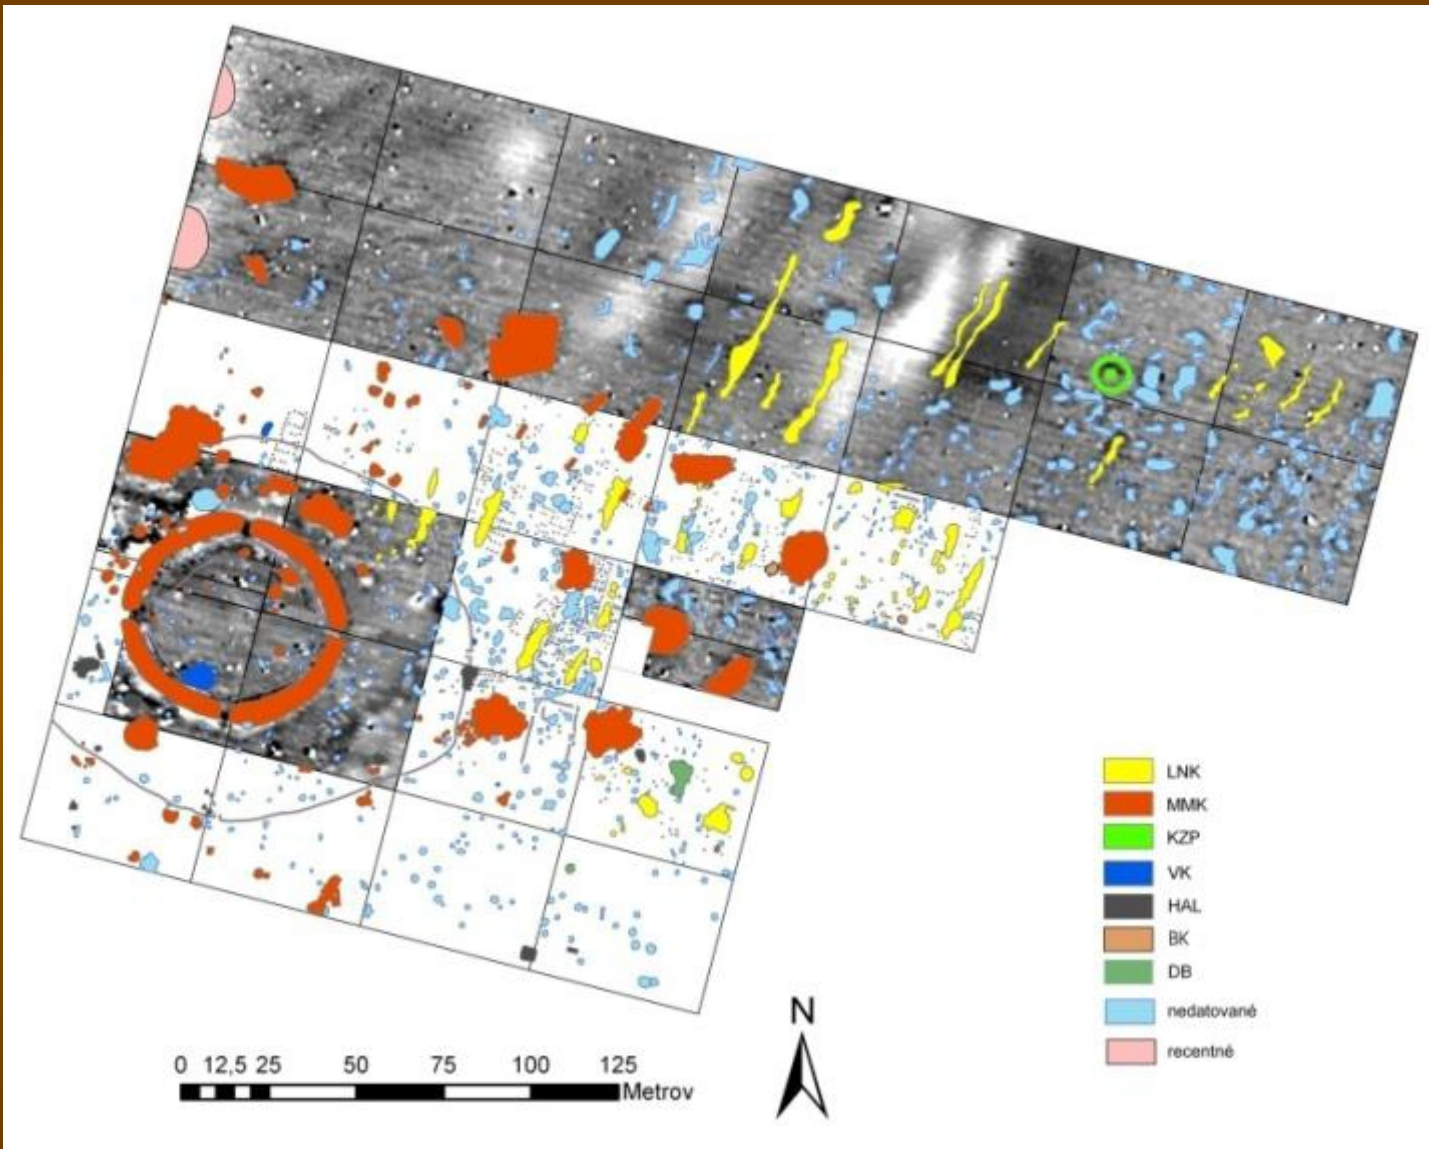 LNK
MMK
KZP
VK
HAL
BK
DB
nedatované
recentné
N
0 12,5 25 50 75 100 125
Metrov